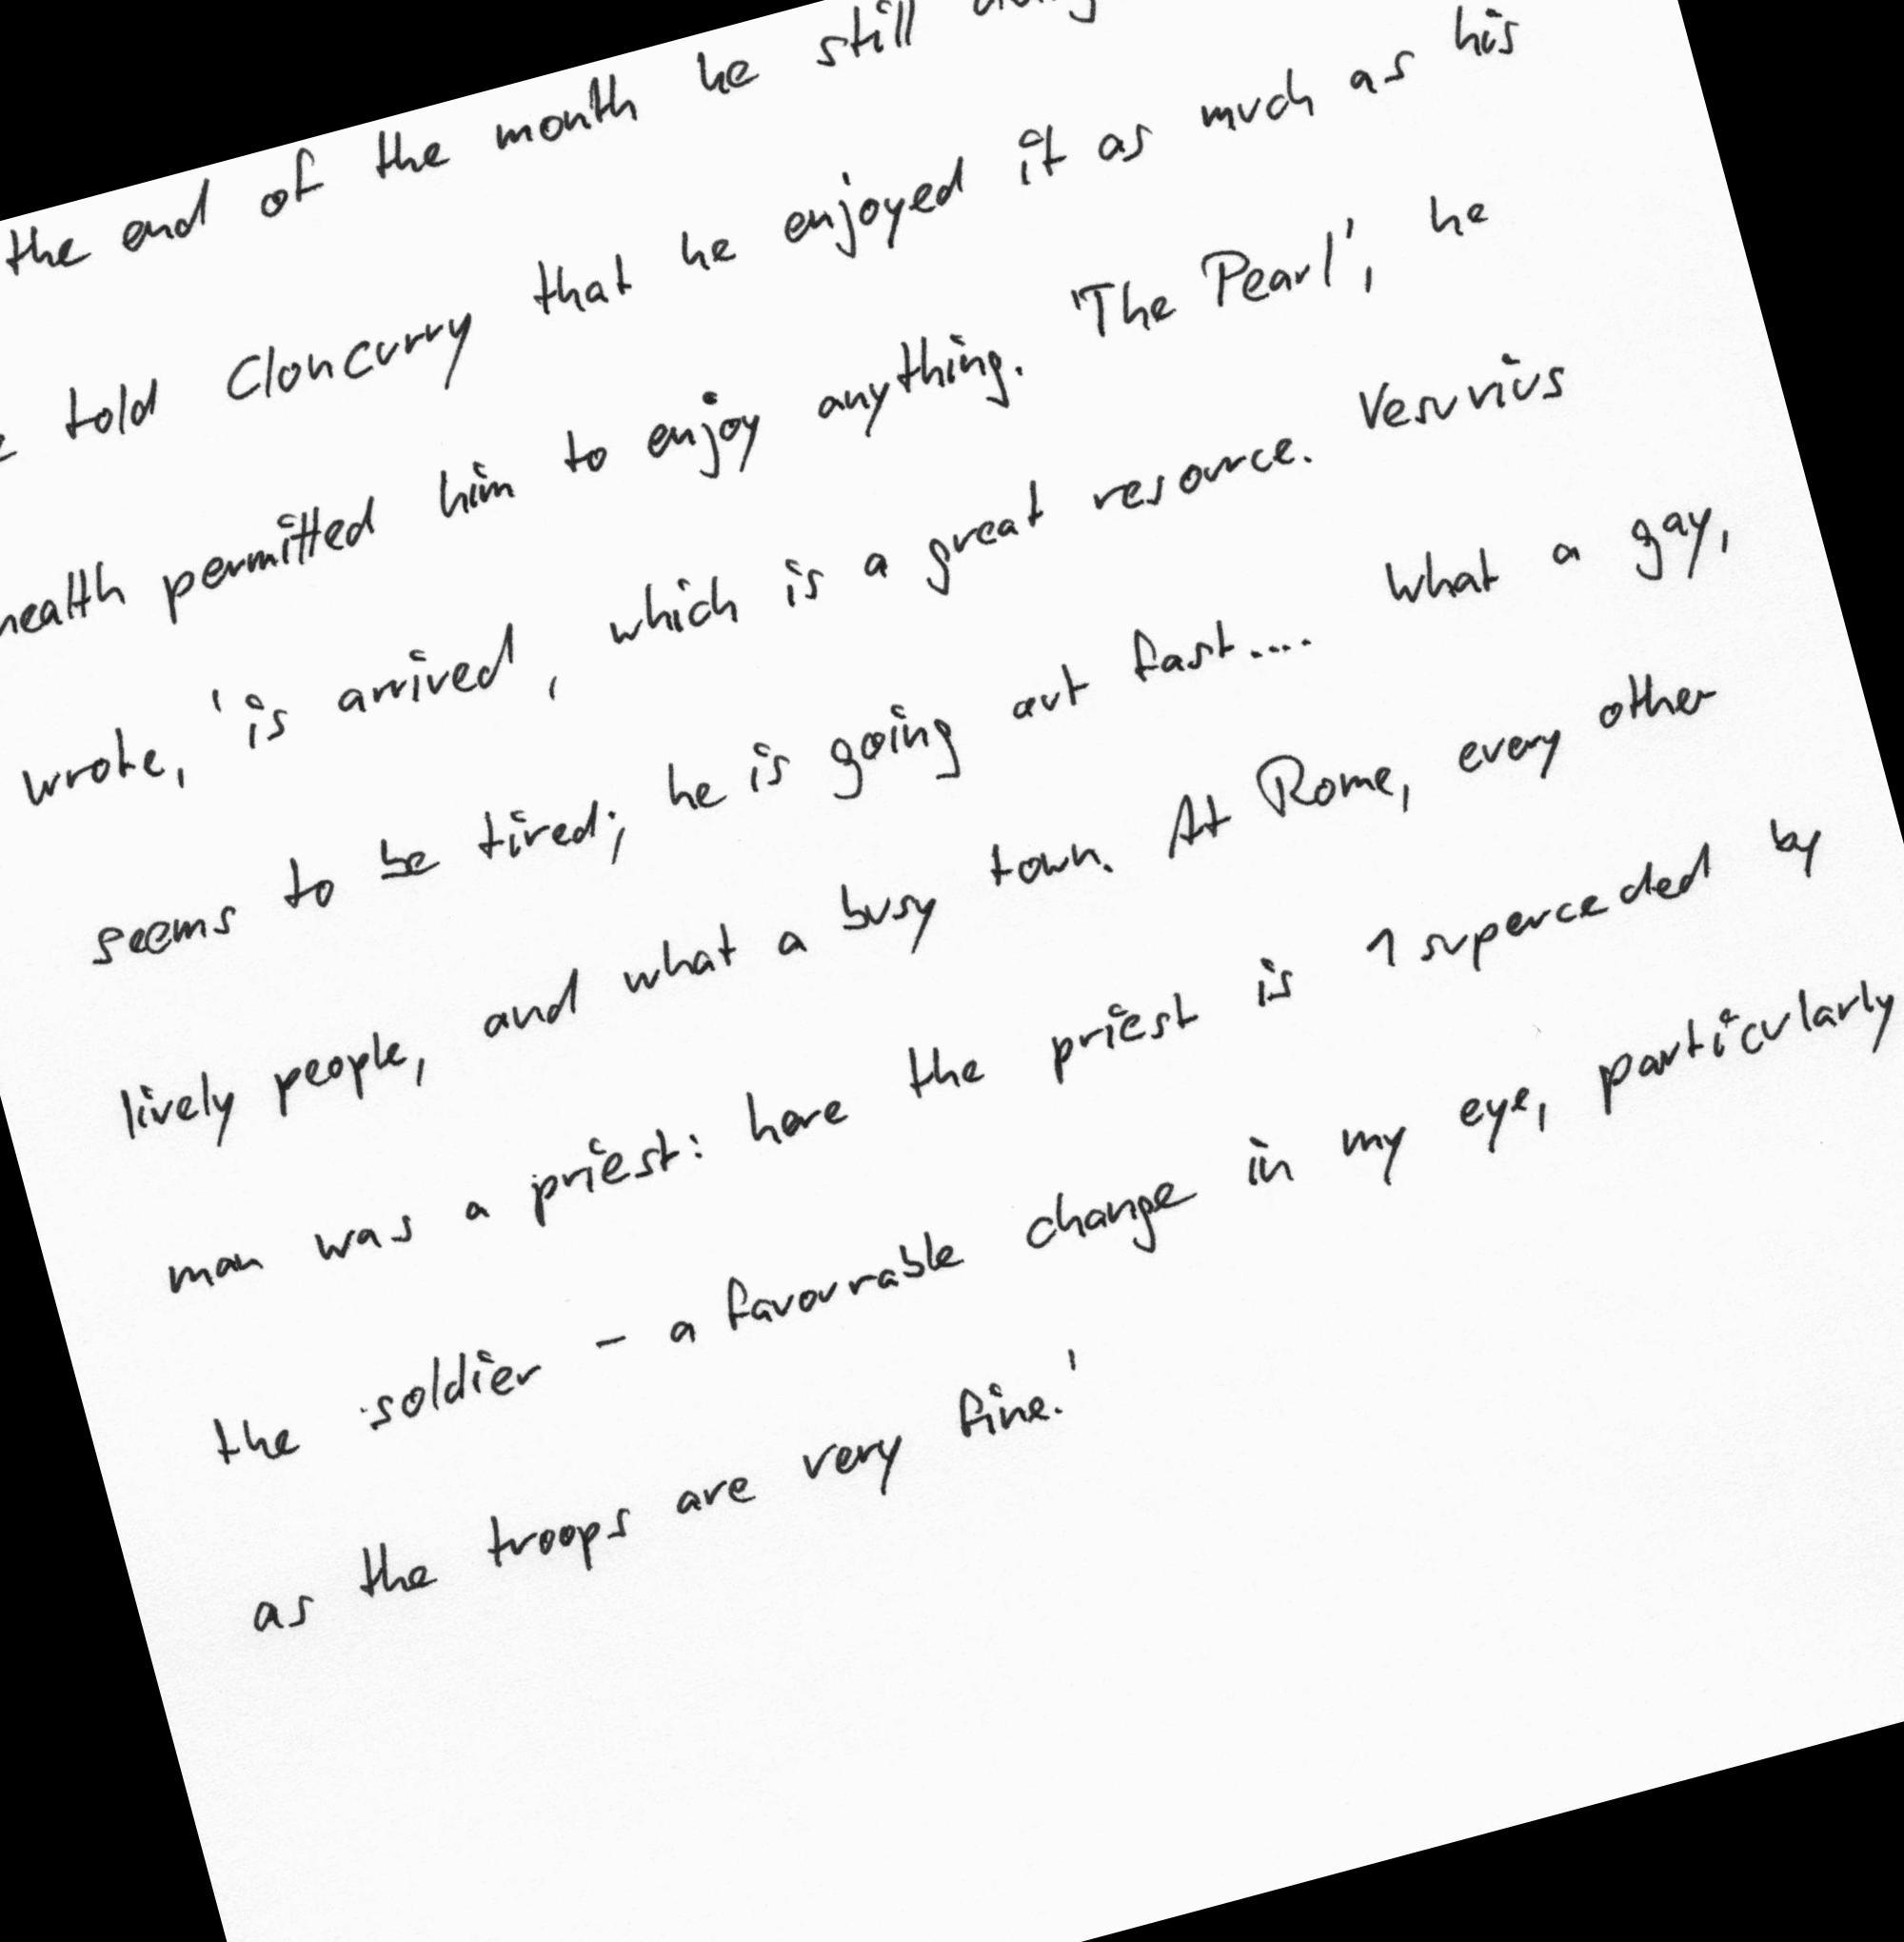 the end of the month he still
told Cloncurry that he enjoyed it as much as his
health permitted him to enjoy anything. 'The Pearl', he
wrote, 'is arrived, which is a great resource. Vesuvius
seems to be tired; he is going out fast.... What a gay,
lively people, and what a busy town. At Rome, every other
man was a priest: here the priest is 1 superceded by
the soldier - a favourable change in my eye, particularly
as the troops are very fine.'